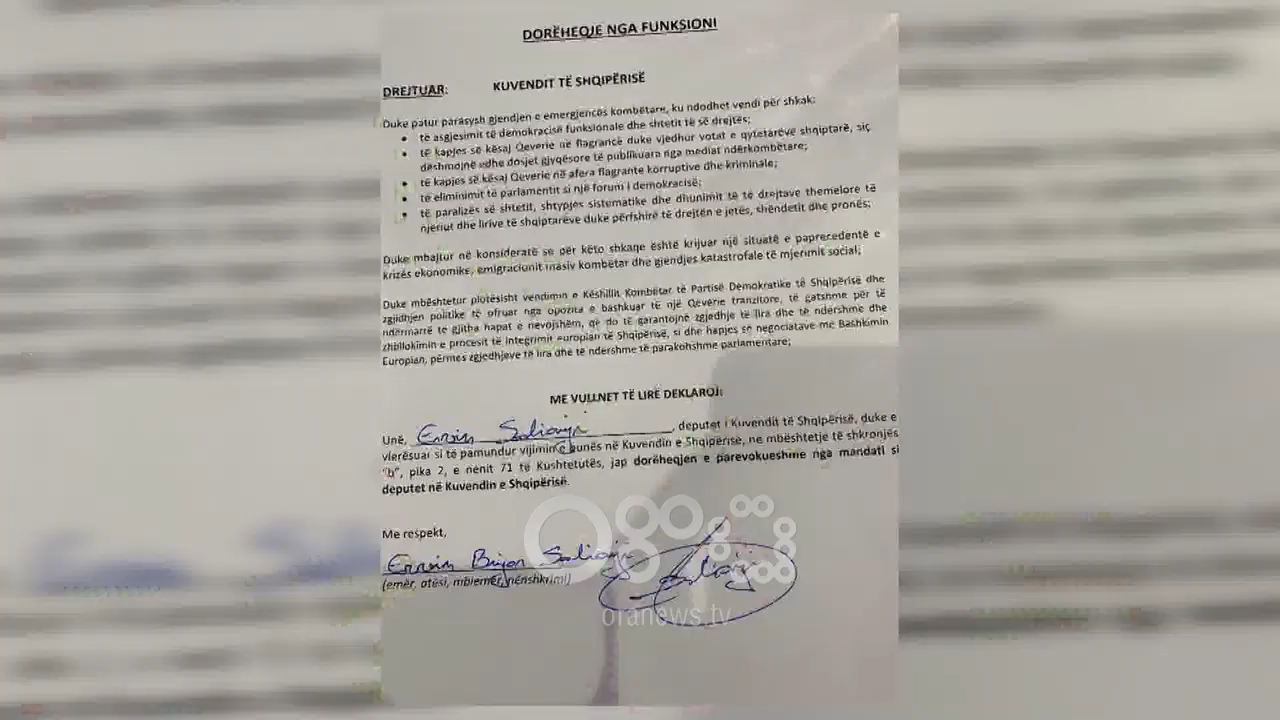 DORËHEQJE NGA FUNKSIONI
DREJTUAR: KUVENDIT TË SHQIPËRISË
Duke patur parasysh gjendjen e emergjencës kombëtare, ku ndodhet vendi për shkak:
• të asgjesimit të demokracisë funksionale dhe shtetit të së drejtës;
• të kapjes së kësaj Qeverie në flagrancë duke vjedhur votat e qytetarëve shqiptarë, siç
dëshmojnë edhe dosjet gjyqësore të publikuara nga mediat ndërkombëtare;
• të kapjes së kësaj Qeverie në afera flagrante korruptive dhe kriminale;
• të eliminimit të parlamentit si një forum i demokracisë;
• të paralizës së shtetit, shtypjes sistematike dhe dhunimit të të drejtave themelore të
njeriut dhe lirive të shqiptarëve duke përfshirë të drejtën e jetës, shëndetit dhe pronës;
Duke mbajtur në konsideratë se për këto shkaqe është krijuar një situatë e paprecedentë e
krizës ekonomike, emigracionit masiv kombëtar dhe gjendjes katastrofale të mjerimit social;
Duke mbështetur plotësisht vendimin e Këshillit Kombëtar të Partisë Demokratike të Shqipërisë dhe
zgjidhjen politike të ofruar nga opozita e bashkuar të një Qeverie tranzitore, të gatshme për të
ndërmarrë të gjitha hapat e nevojshëm, që do të garantojnë zgjedhje të lira dhe të ndershme dhe
zhbllokimin e procesit të integrimit european të Shqipërisë, si dhe hapjes së negociatave me Bashkimin
Europian, përmes zgjedhjeve të lira dhe të ndershme të parakohshme parlamentare;
ME VULLNET TË LIRË DEKLAROJ:
Unë, Ervin Salianji, deputet i Kuvendit të Shqipërisë, duke e
vlerësuar si të pamundur vijimin e punës në Kuvendin e Shqipërisë, në mbështetje të shkronjës
"b", pika 2, e nenit 71 të Kushtetutës, jap dorëheqjen e parevokueshme nga mandati si
deputet në Kuvendin e Shqipërisë.
Me respekt,
Ervin Bujar Salianji
(emër, atësi, mbiemër, nënshkrimi)
oranews.tv